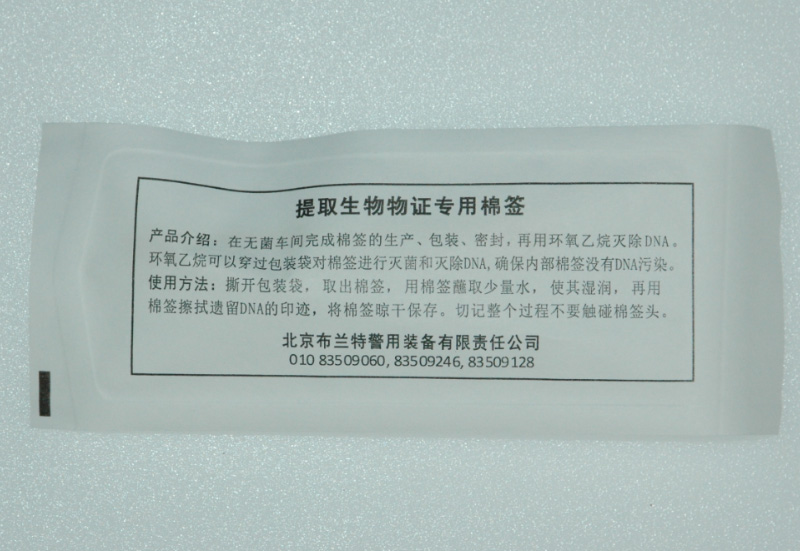 提取生物物证专用棉签
产品介绍：在无菌车间完成棉签的生产、包装、密封，再用环氧乙烷灭除DNA。
环氧乙烷可以穿过包装袋对棉签进行灭菌和灭除DNA,确保内部棉签没有DNA污染。
使用方法：撕开包装袋，取出棉签，用棉签蘸取少量水，使其湿润，再用
棉签擦拭遗留DNA的印迹，将棉签晾干保存。切记整个过程不要触碰棉签头。
北京布兰特警用装备有限责任公司
010 83509060, 83509246, 83509128